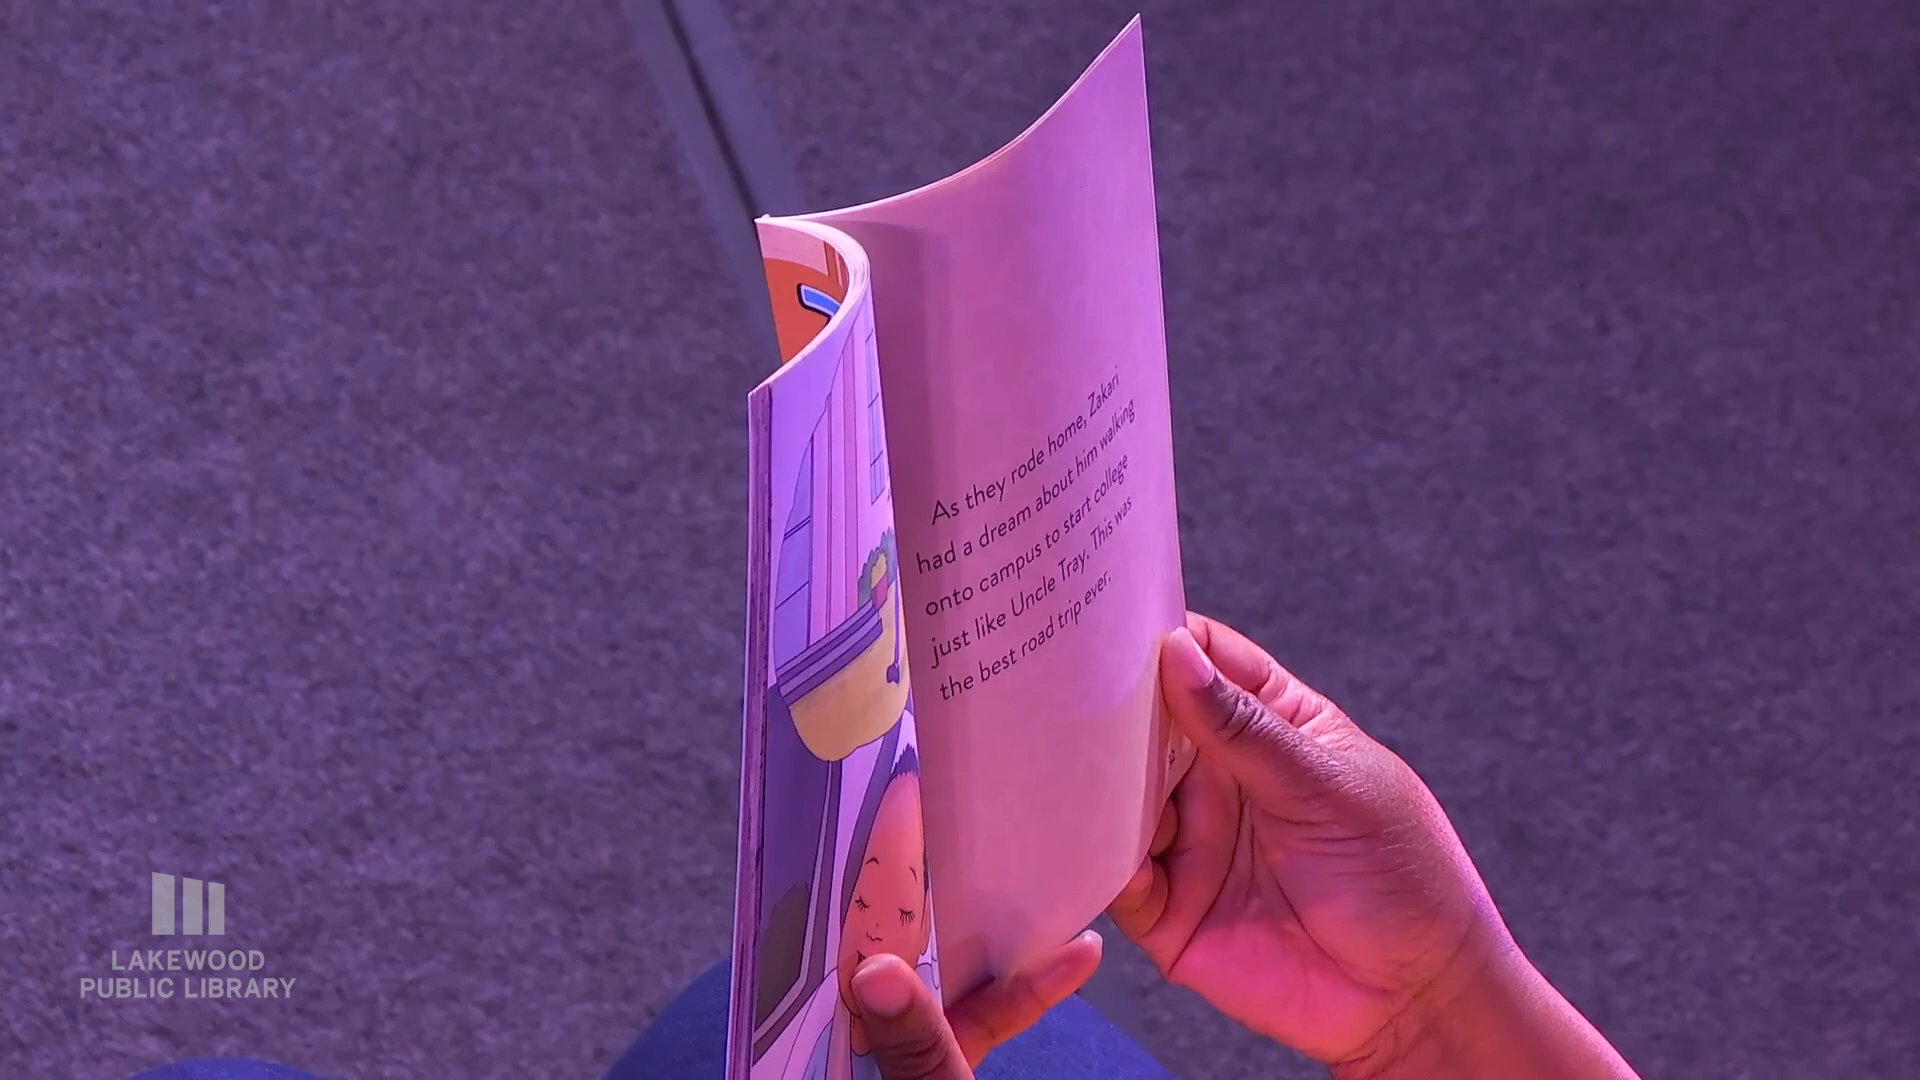 As they rode home, Zakari
had a dream about him walking
onto campus to start college
just like Uncle Tray. This was
the best road trip ever.
LAKEWOOD
PUBLIC LIBRARY